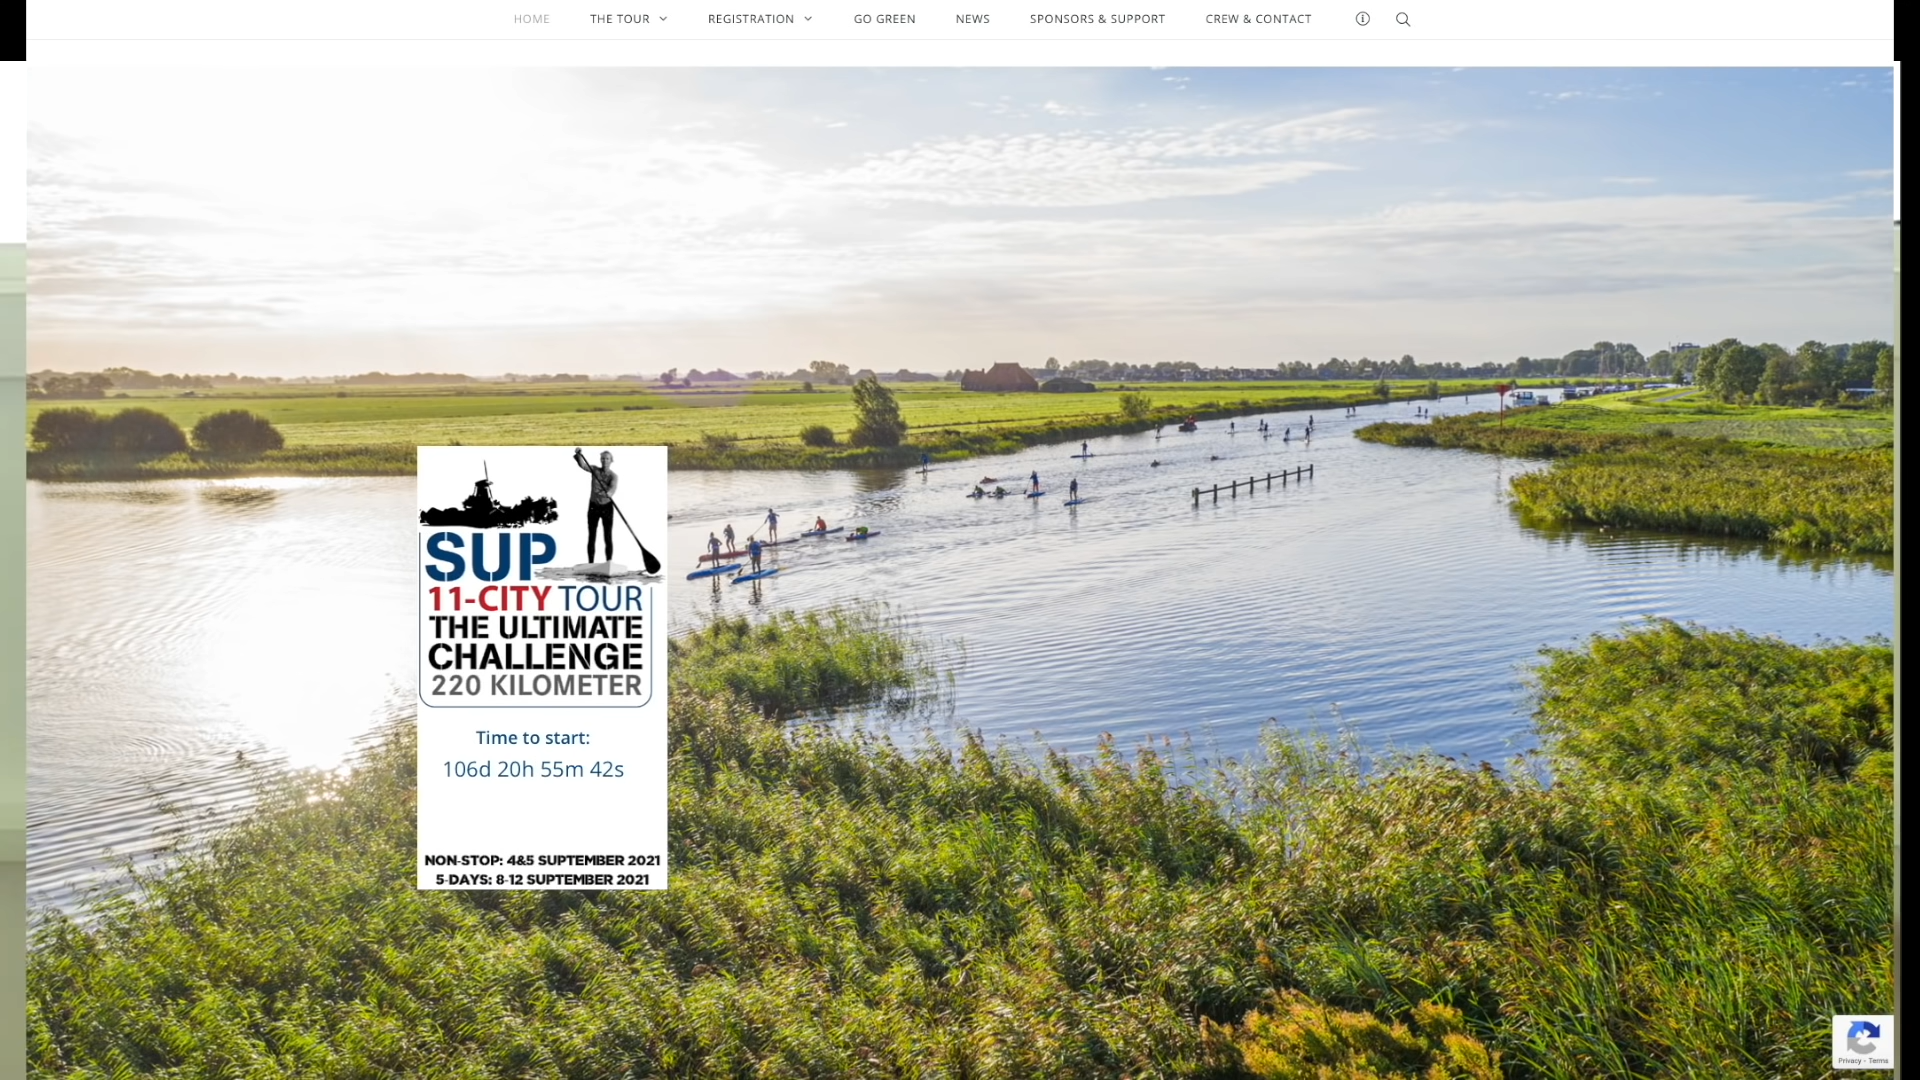 HOME THE TOUR REGISTRATION GO GREEN NEWS SPONSORS & SUPPORT CREW & CONTACT
SUP
11-CITY TOUR
THE ULTIMATE
CHALLENGE
220 KILOMETER
Time to start:
106d 20h 55m 42s
NON-STOP: 4&5 SUPTEMBER 2021
5-DAYS: 8-12 SUPTEMBER 2021
Privacy - Terms